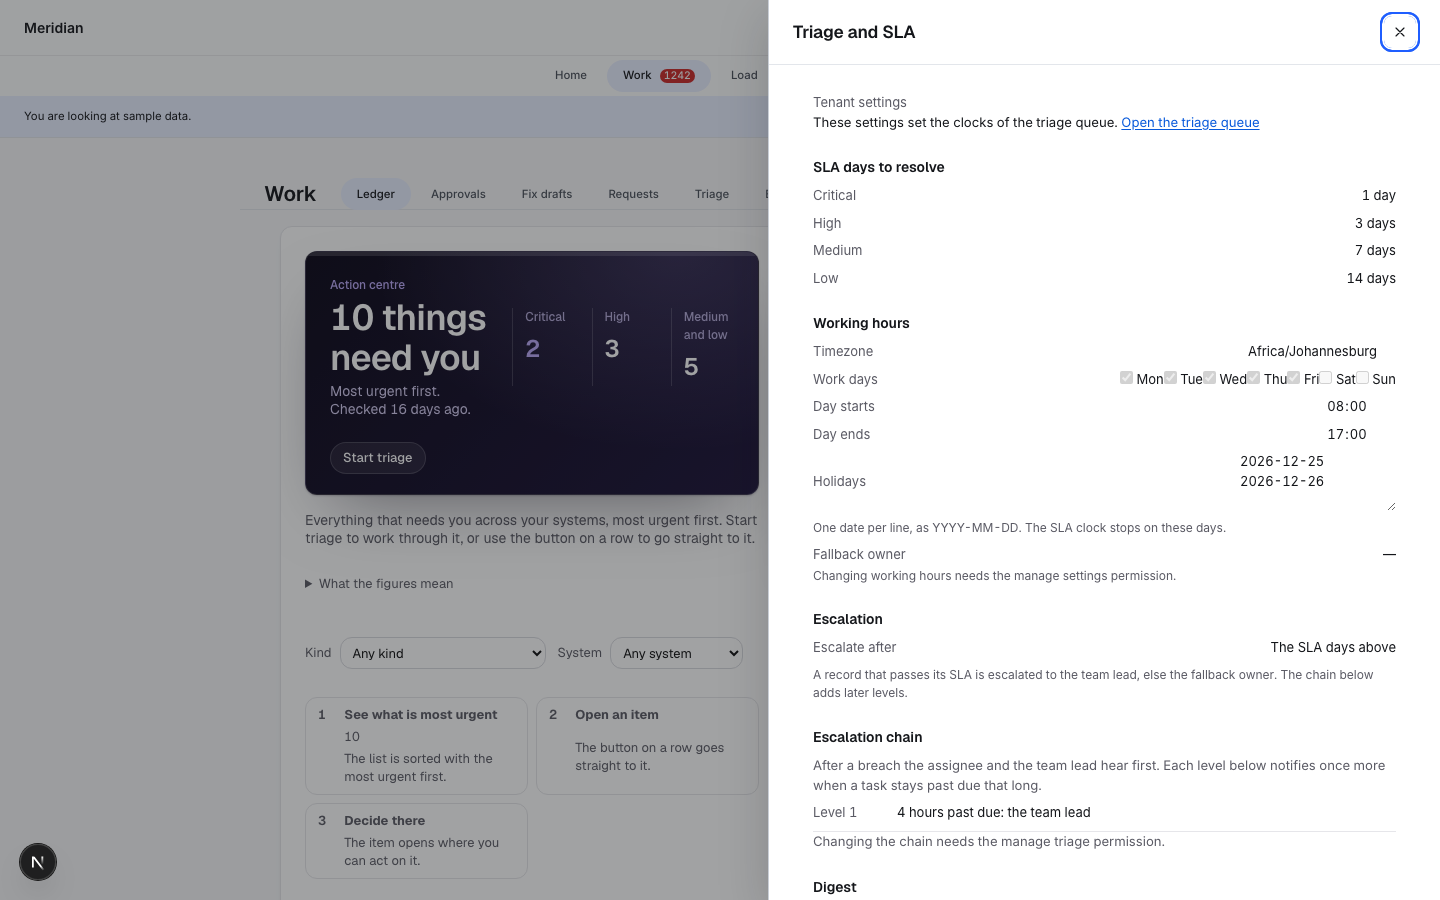 Meridian
Home
Work 1242
Load
You are looking at sample data.
Work
Ledger
Approvals
Fix drafts
Requests
Triage
Action centre
10 things
need you
Most urgent first.
Checked 16 days ago.
Critical
2
High
3
Medium
and low
5
Start triage
Everything that needs you across your systems, most urgent first. Start
triage to work through it, or use the button on a row to go straight to it.
What the figures mean
Kind
Any kind
System
Any system
1 See what is most urgent
10
The list is sorted with the
most urgent first.
2 Open an item
The button on a row goes
straight to it.
3 Decide there
The item opens where you
can act on it.
N
Triage and SLA
Tenant settings
These settings set the clocks of the triage queue. Open the triage queue
SLA days to resolve
Critical 1 day
High 3 days
Medium 7 days
Low 14 days
Working hours
Timezone Africa/Johannesburg
Work days Mon Tue Wed Thu Fri Sat Sun
Day starts 08:00
Day ends 17:00
Holidays
2026-12-25
2026-12-26
One date per line, as YYYY-MM-DD. The SLA clock stops on these days.
Fallback owner —
Changing working hours needs the manage settings permission.
Escalation
Escalate after The SLA days above
A record that passes its SLA is escalated to the team lead, else the fallback owner. The chain below
adds later levels.
Escalation chain
After a breach the assignee and the team lead hear first. Each level below notifies once more
when a task stays past due that long.
Level 1 4 hours past due: the team lead
Changing the chain needs the manage triage permission.
Digest